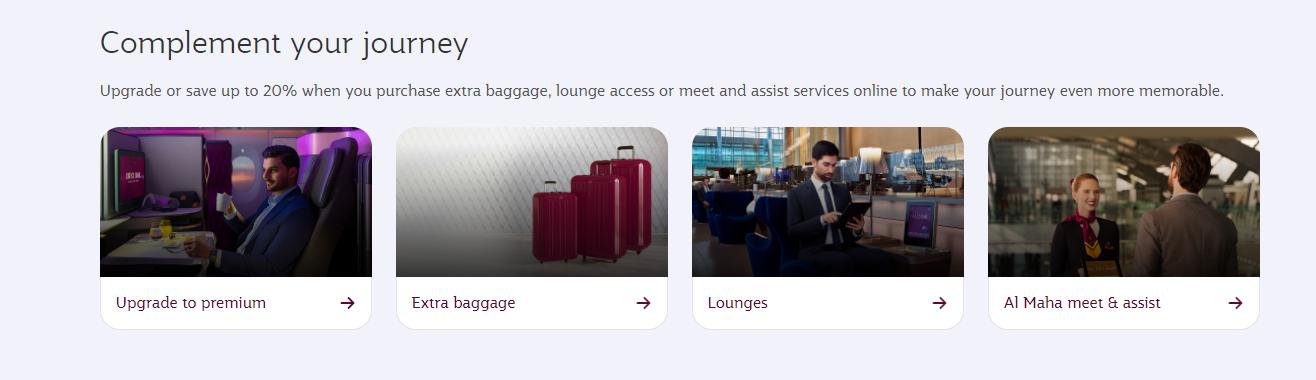 Complement your journey
Upgrade or save up to 20% when you purchase extra baggage, lounge access or meet and assist services online to make your journey even more memorable.
Upgrade to premium
Extra baggage
Lounges
Al Maha meet & assist